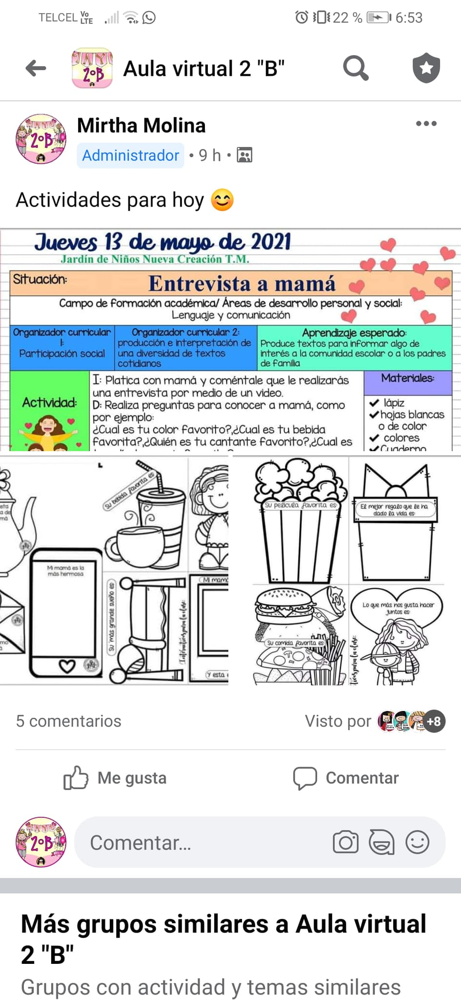 TELCEL Vo LTE 22 % 6:53
MAYO
2°B
Aula virtual 2 "B"
MAYO
2°B
Mirtha Molina
Administrador • 9 h •
Actividades para hoy 😊
Jueves 13 de mayo de 2021
Jardín de Niños Nueva Creación T.M.
Situación:
Entrevista a mamá
Campo de formación académica/ Áreas de desarrollo personal y social:
Lenguaje y comunicación
Organizador curricular
1:
Participación social
Organizador curricular 2:
producción e interpretación de
una diversidad de textos
cotidianos
Aprendizaje esperado:
Produce textos para informar algo de
interés a la comunidad escolar o a los padres
de familia
Actividad:
I: Platica con mamá y coméntale que le realizarás
una entrevista por medio de un video.
D: Realiza preguntas para conocer a mamá, como
por ejemplo:
¿Cual es tu color favorito?,¿Cual es tu bebida
favorita?,¿Quién es tu cantante favorito?,¿Cual es
Materiales:
✔ lápiz
✔ hojas blancas
o de color
✔ colores
✔ Cuaderno
Su bebida favorita es
Mi mamá es la
más hermosa
Su más grande sueño es
Mi mamá
Y esta
Su película favorita es
El mejor regalo que le ha
dado la vida es
Su comida favorita es
Lo que más nos gusta hacer
juntos es
5 comentarios
Visto por +8
Me gusta
Comentar
MAYO
2°B
Comentar...
Más grupos similares a Aula virtual
2 "B"
Grupos con actividad y temas similares